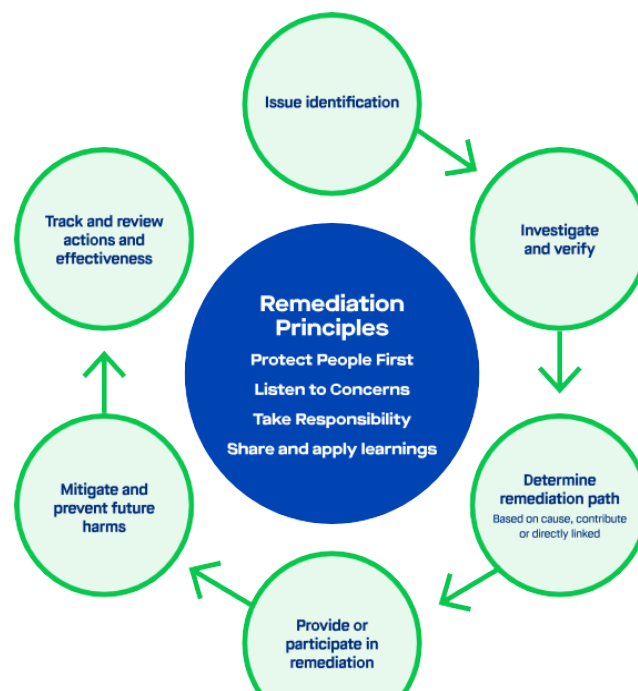 Issue identification
Investigate
and verify
Determine
remediation path
Based on cause, contribute
or directly linked
Provide or
participate in
remediation
Mitigate and
prevent future
harms
Track and review
actions and
effectiveness
Remediation
Principles
Protect People First
Listen to Concerns
Take Responsibility
Share and apply learnings